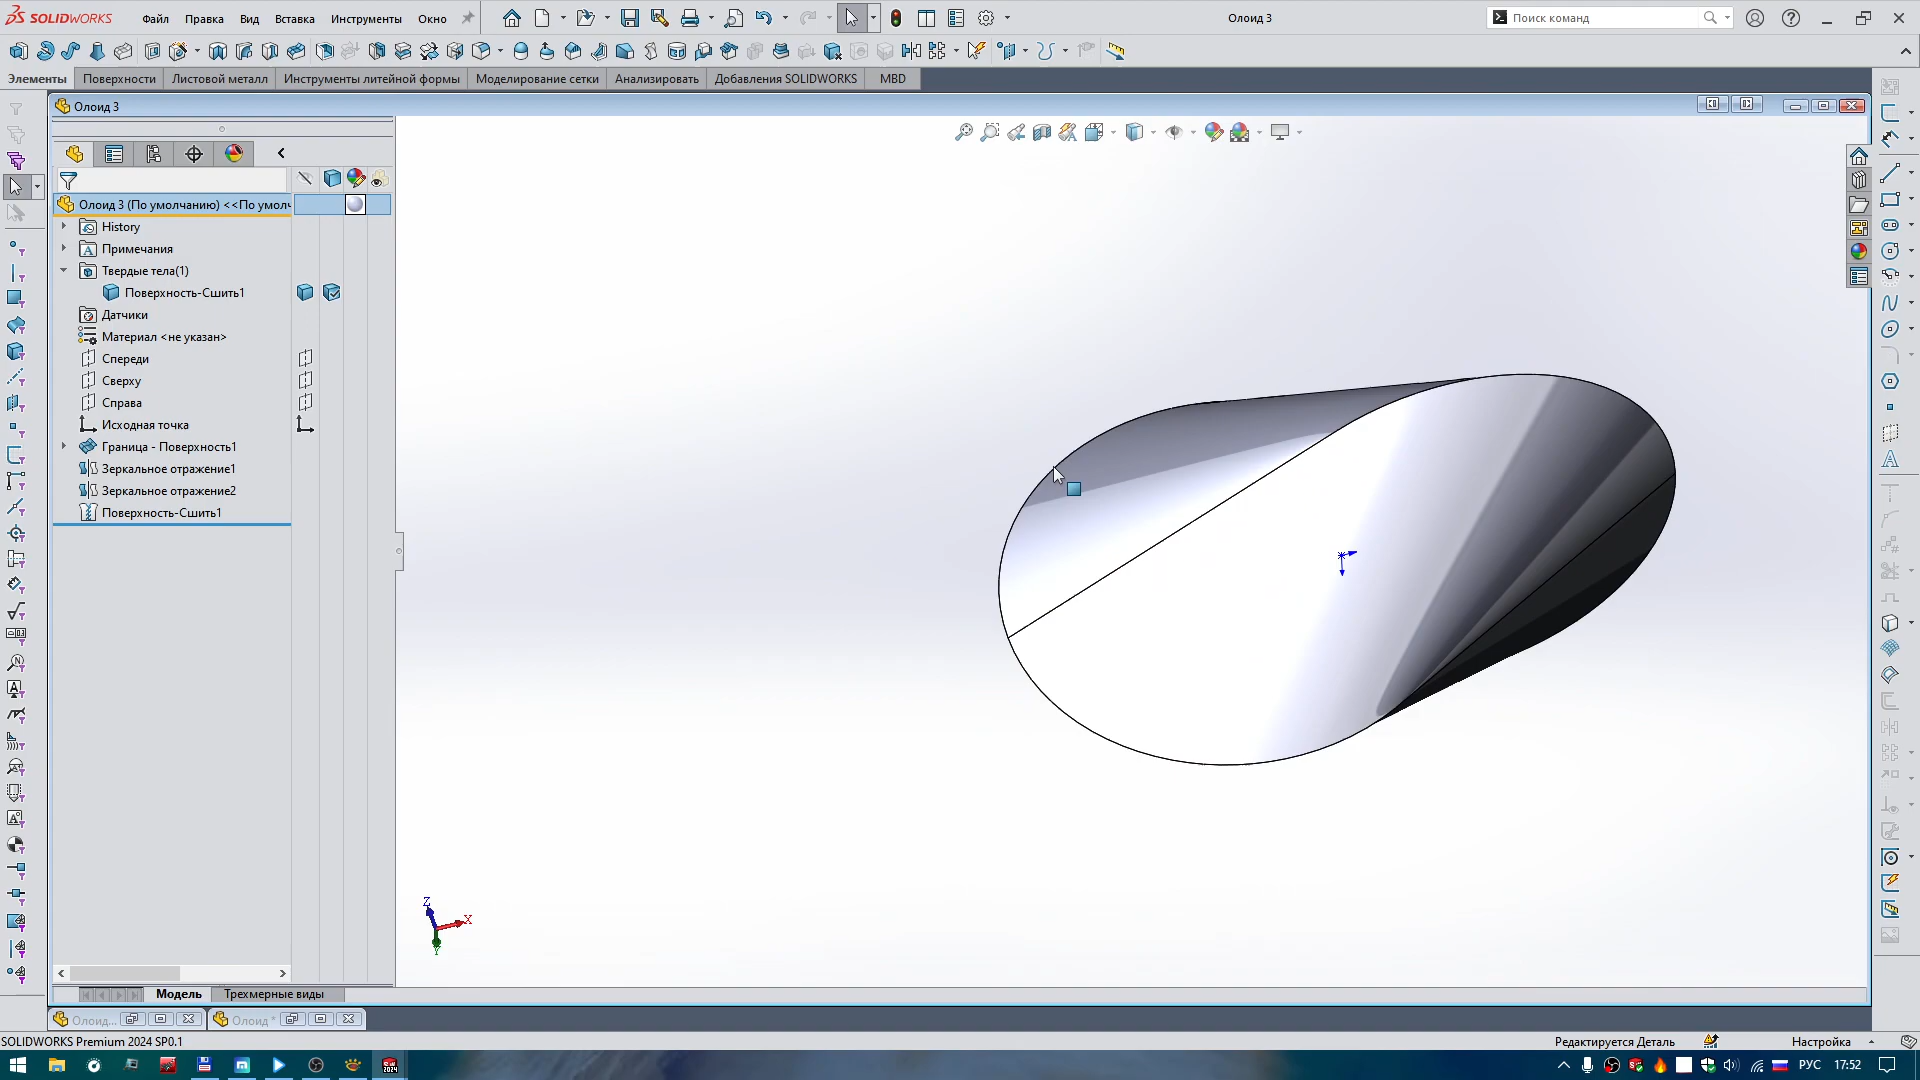 SOLIDWORKS
Файл
Правка
Вид
Вставка
Инструменты
Окно
Олоид 3
Поиск команд
Элементы
Поверхности
Листовой металл
Инструменты литейной формы
Моделирование сетки
Анализировать
Добавления SOLIDWORKS
MBD
Олоид 3
Олоид 3 (По умолчанию) <<По умолч
History
Примечания
Твердые тела(1)
Поверхность-Сшить1
Датчики
Материал <не указан>
Спереди
Сверху
Справа
Исходная точка
Граница - Поверхность1
Зеркальное отражение1
Зеркальное отражение2
Поверхность-Сшить1
Z
X
Y
Модель
Трехмерные виды
Олоид...
Олоид *
SOLIDWORKS Premium 2024 SP0.1
Редактируется Деталь
Настройка
РУС
17:52